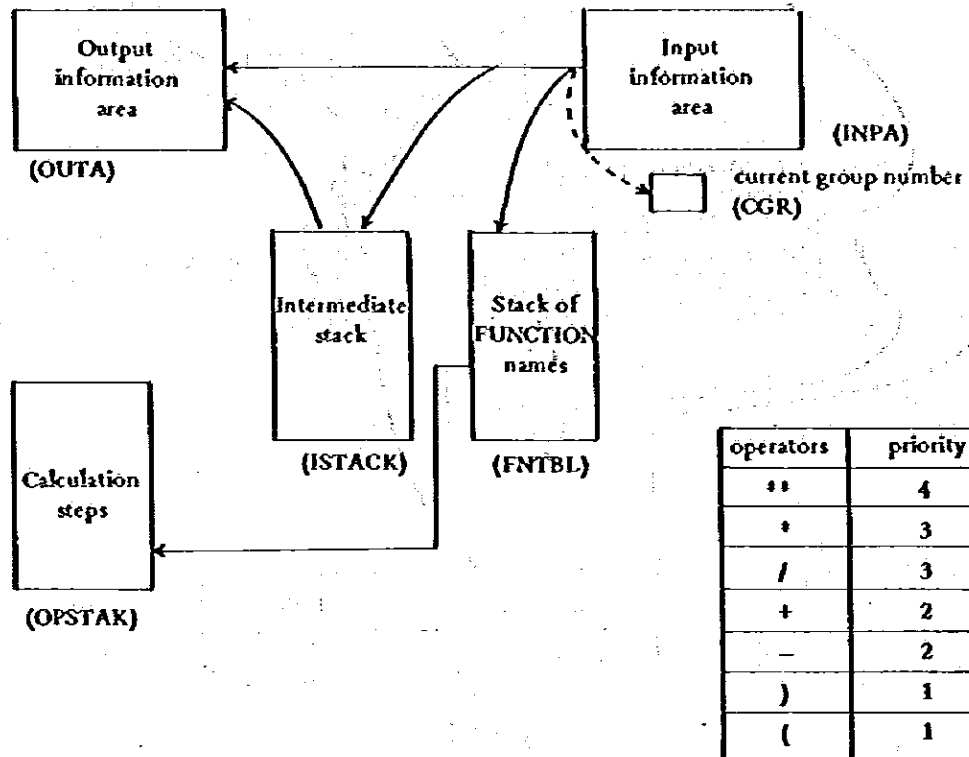 Output
information
area
(OUTA)
Input
information
area
(INPA)
current group number
(CGR)
Intermediate
stack
(ISTACK)
Stack of
FUNCTION
names
(FNTBL)
Calculation
steps
(OPSTAK)
operators priority
** 4
* 3
/ 3
+ 2
– 2
) 1
( 1